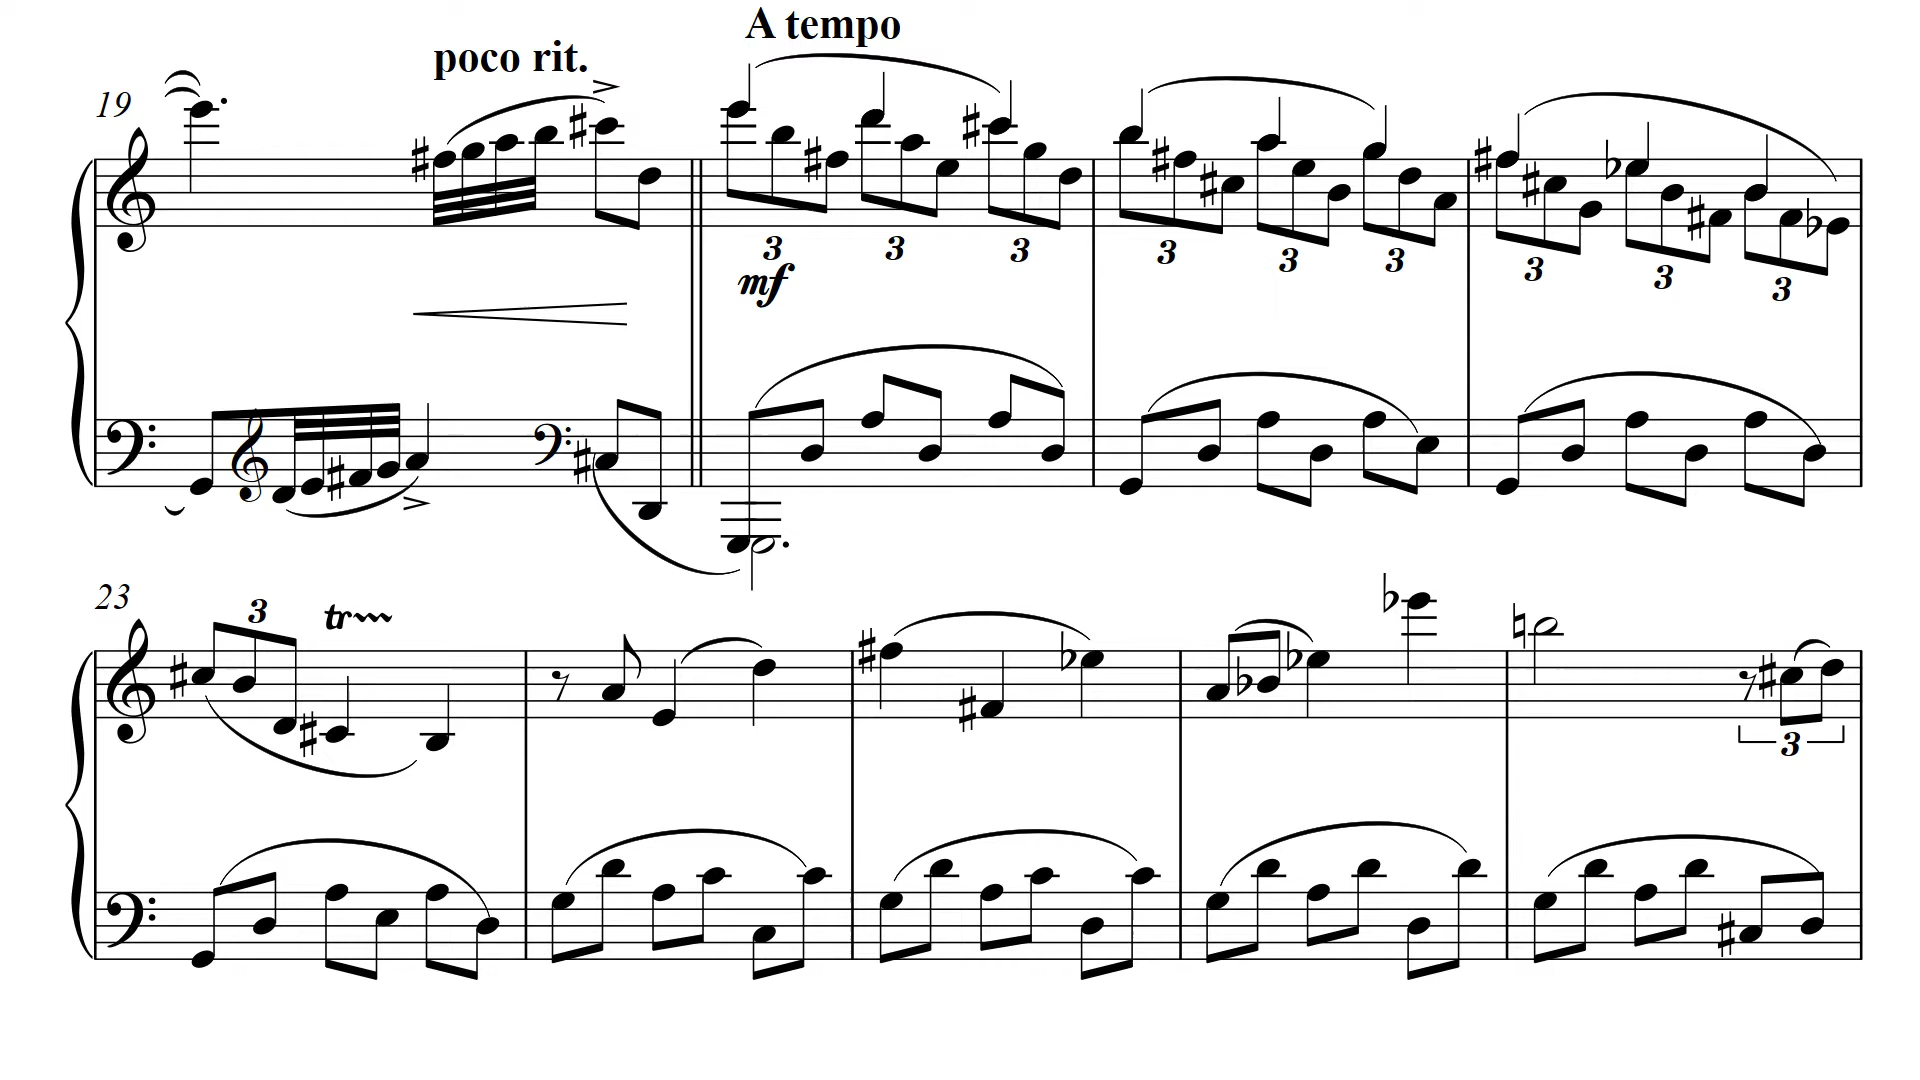 A tempo
poco rit.
19
3 3 3 3 3 3 3 3 3
mf
23
3 tr
3